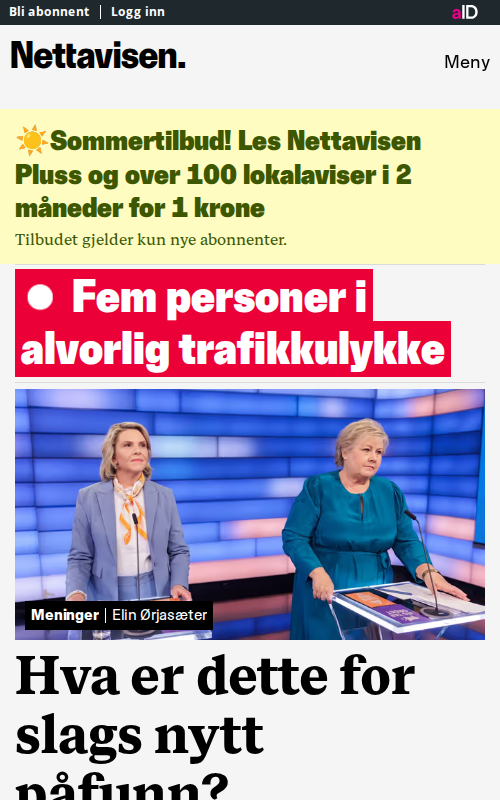 Bli abonnent | Logg inn
aID
Nettavisen.
Meny
☀️Sommertilbud! Les Nettavisen
Pluss og over 100 lokalaviser i 2
måneder for 1 krone
Tilbudet gjelder kun nye abonnenter.
Fem personer i
alvorlig trafikkulykke
Meninger | Elin Ørjasæter
Hva er dette for
slags nytt
påfunn?